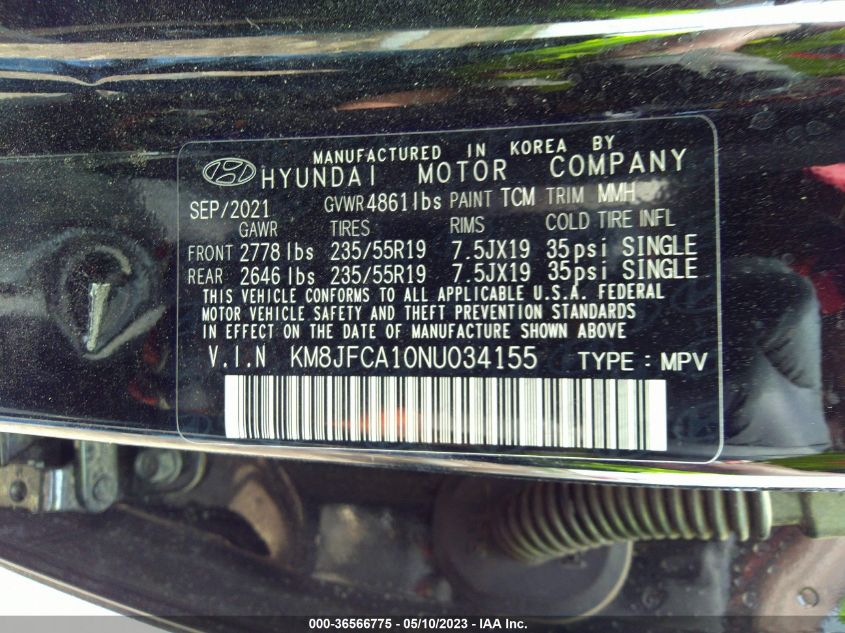 MANUFACTURED IN KOREA BY
HYUNDAI MOTOR COMPANY
SEP/2021 GVWR 4861lbs PAINT TCM TRIM MMH
GAWR TIRES RIMS COLD TIRE INFL
FRONT 2778 lbs 235/55R19 7.5JX19 35psi SINGLE
REAR 2646 lbs 235/55R19 7.5JX19 35psi SINGLE
THIS VEHICLE CONFORMS TO ALL APPLICABLE U.S.A. FEDERAL
MOTOR VEHICLE SAFETY AND THEFT PREVENTION STANDARDS
IN EFFECT ON THE DATE OF MANUFACTURE SHOWN ABOVE
V.I.N KM8JFCA10NU034155 TYPE : MPV
000-36566775 - 05/10/2023 - IAA Inc.